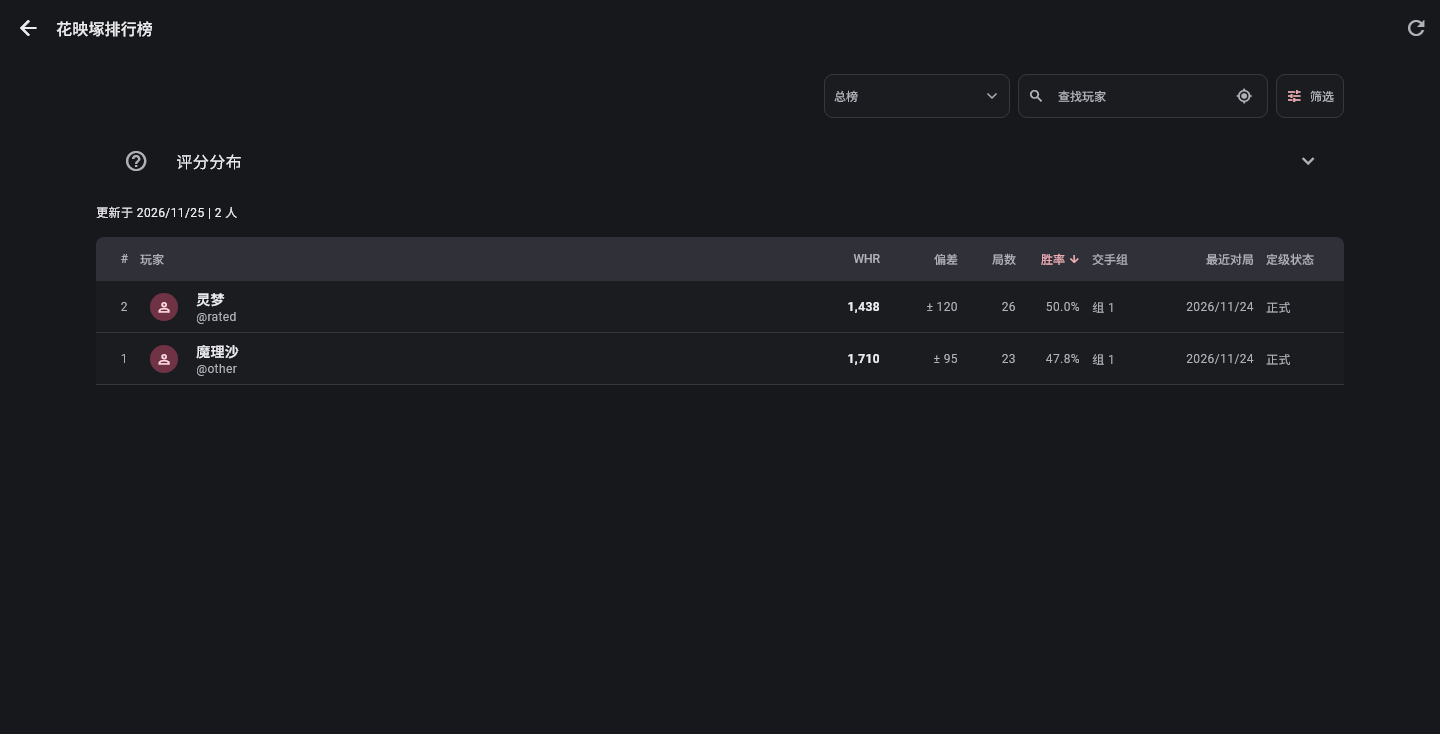 花映塚排行榜
总榜 查找玩家 筛选
评分分布
更新于 2026/11/25 | 2 人
# 玩家 WHR 偏差 局数 胜率 交手组 最近对局 定级状态
2 灵梦 1,438 ± 120 26 50.0% 组 1 2026/11/24 正式
@rated
1 魔理沙 1,710 ± 95 23 47.8% 组 1 2026/11/24 正式
@other